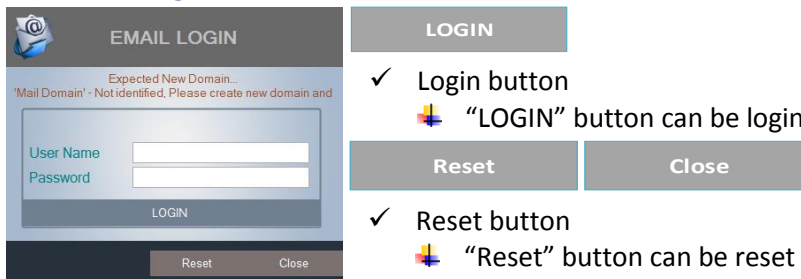 EMAIL LOGIN
Expected New Domain...
'Mail Domain' - Not identified, Please create new domain and
User Name
Password
LOGIN
Reset Close
LOGIN
✓ Login button
“LOGIN” button can be login
Reset Close
✓ Reset button
“Reset” button can be reset